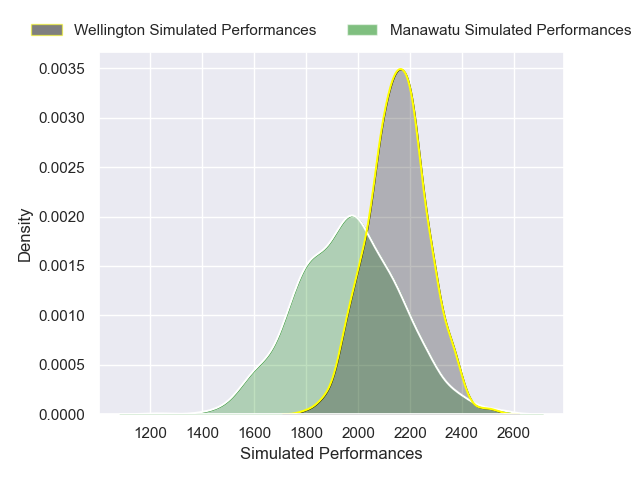 Wellington Simulated Performances Manawatu Simulated Performances
0.0035
0.0030
0.0025
0.0020
0.0015
0.0010
0.0005
0.0000
Density
1200 1400 1600 1800 2000 2200 2400 2600
Simulated Performances